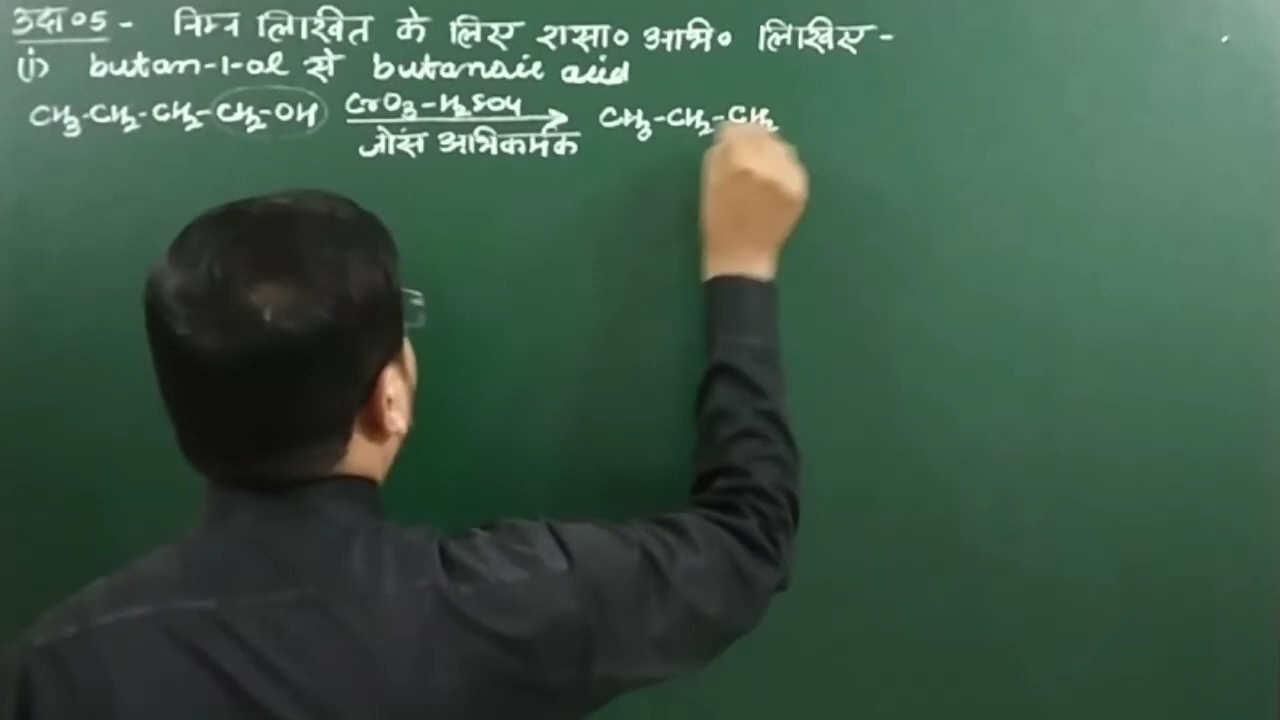 उदा०5- निम्न लिखित के लिए रासा० अभि० लिखिए-
(i) butan-1-ol से butanoic acid
CH3-CH2-CH2-CH2-OH CrO3-H2SO4 CH3-CH2-CH2
जोंस अभिकर्मक